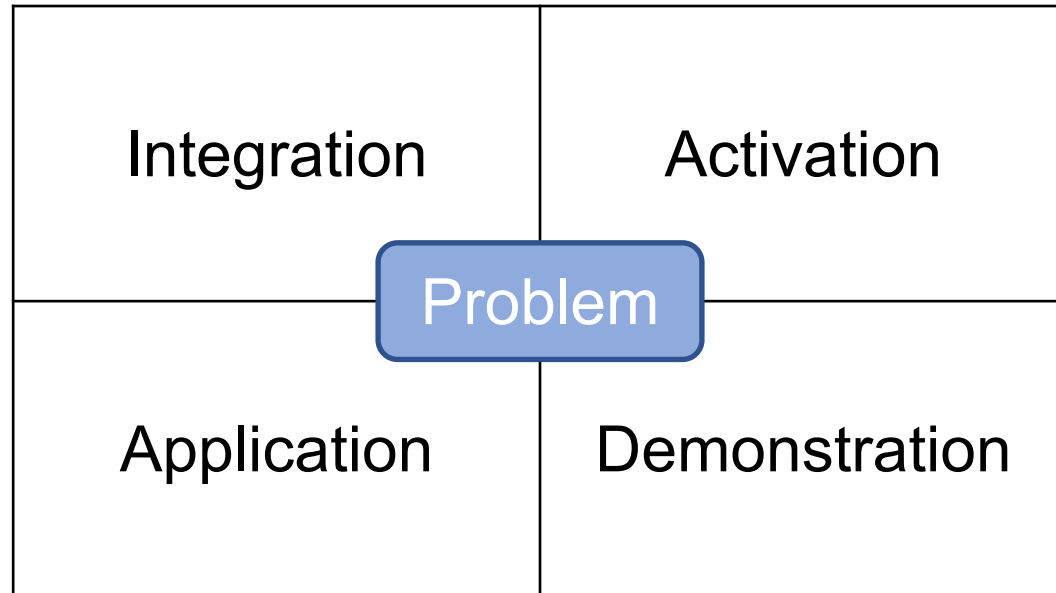 Integration
Activation
Problem
Application
Demonstration